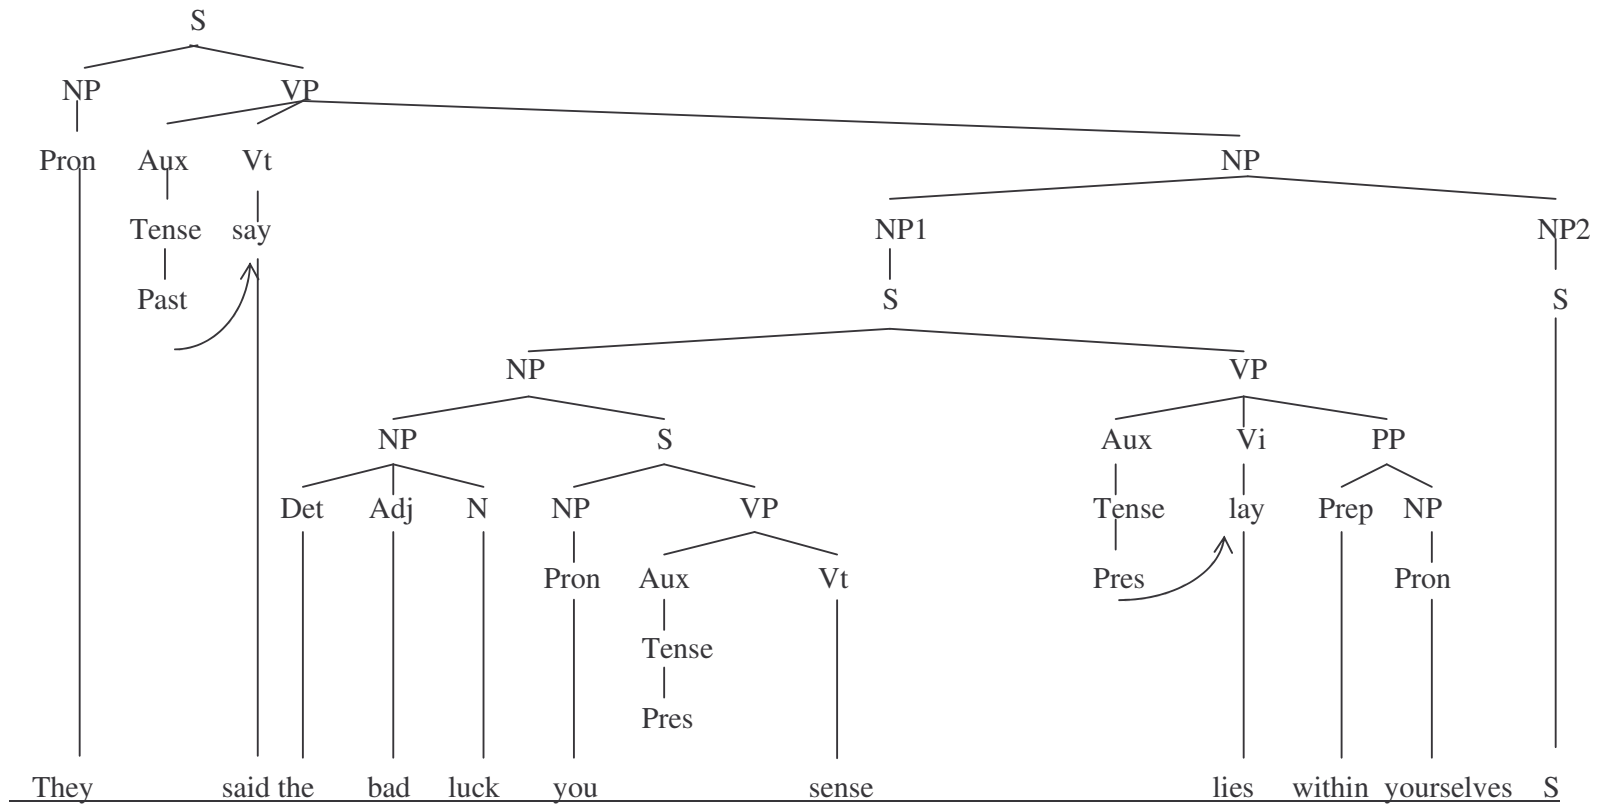 S
NP VP
Pron Aux Vt NP
Tense say NP1 NP2
Past S S
NP VP
NP S Aux Vi PP
Det Adj N NP VP Tense lay Prep NP
Pron Aux Vt Pres Pron
Tense
Pres
They said the bad luck you sense lies within yourselves S